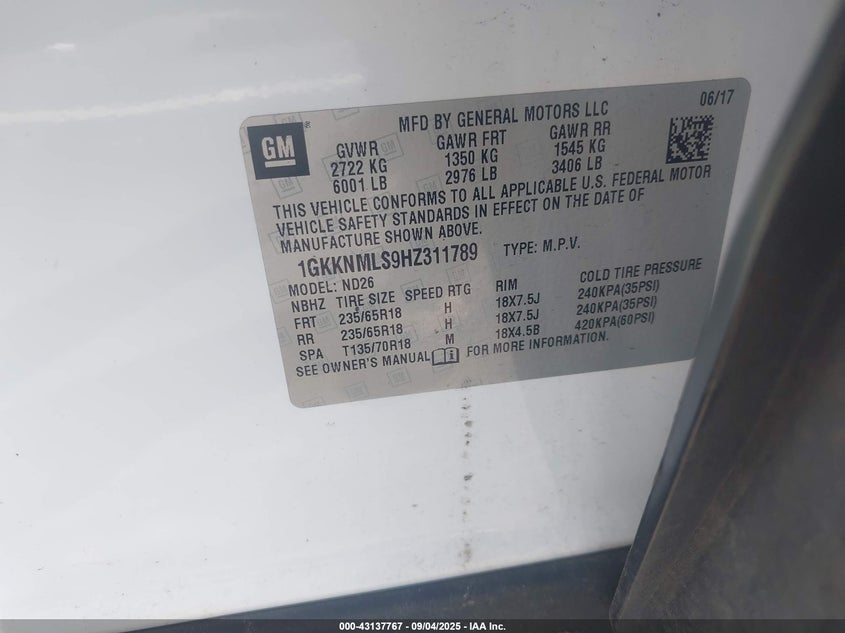 06/17
MFD BY GENERAL MOTORS LLC
GM
GVWR GAWR FRT GAWR RR
2722 KG 1350 KG 1545 KG
6001 LB 2976 LB 3406 LB
THIS VEHICLE CONFORMS TO ALL APPLICABLE U.S. FEDERAL MOTOR
VEHICLE SAFETY STANDARDS IN EFFECT ON THE DATE OF
MANUFACTURE SHOWN ABOVE.
1GKKNMLS9HZ311789 TYPE: M.P.V.
MODEL: ND26
NBHZ TIRE SIZE SPEED RTG RIM COLD TIRE PRESSURE
FRT 235/65R18 H 18X7.5J 240KPA(35PSI)
RR 235/65R18 H 18X7.5J 240KPA(35PSI)
SPA T135/70R18 M 18X4.5B 420KPA(60PSI)
SEE OWNER'S MANUAL FOR MORE INFORMATION.
000-43137767 - 09/04/2025 - IAA Inc.